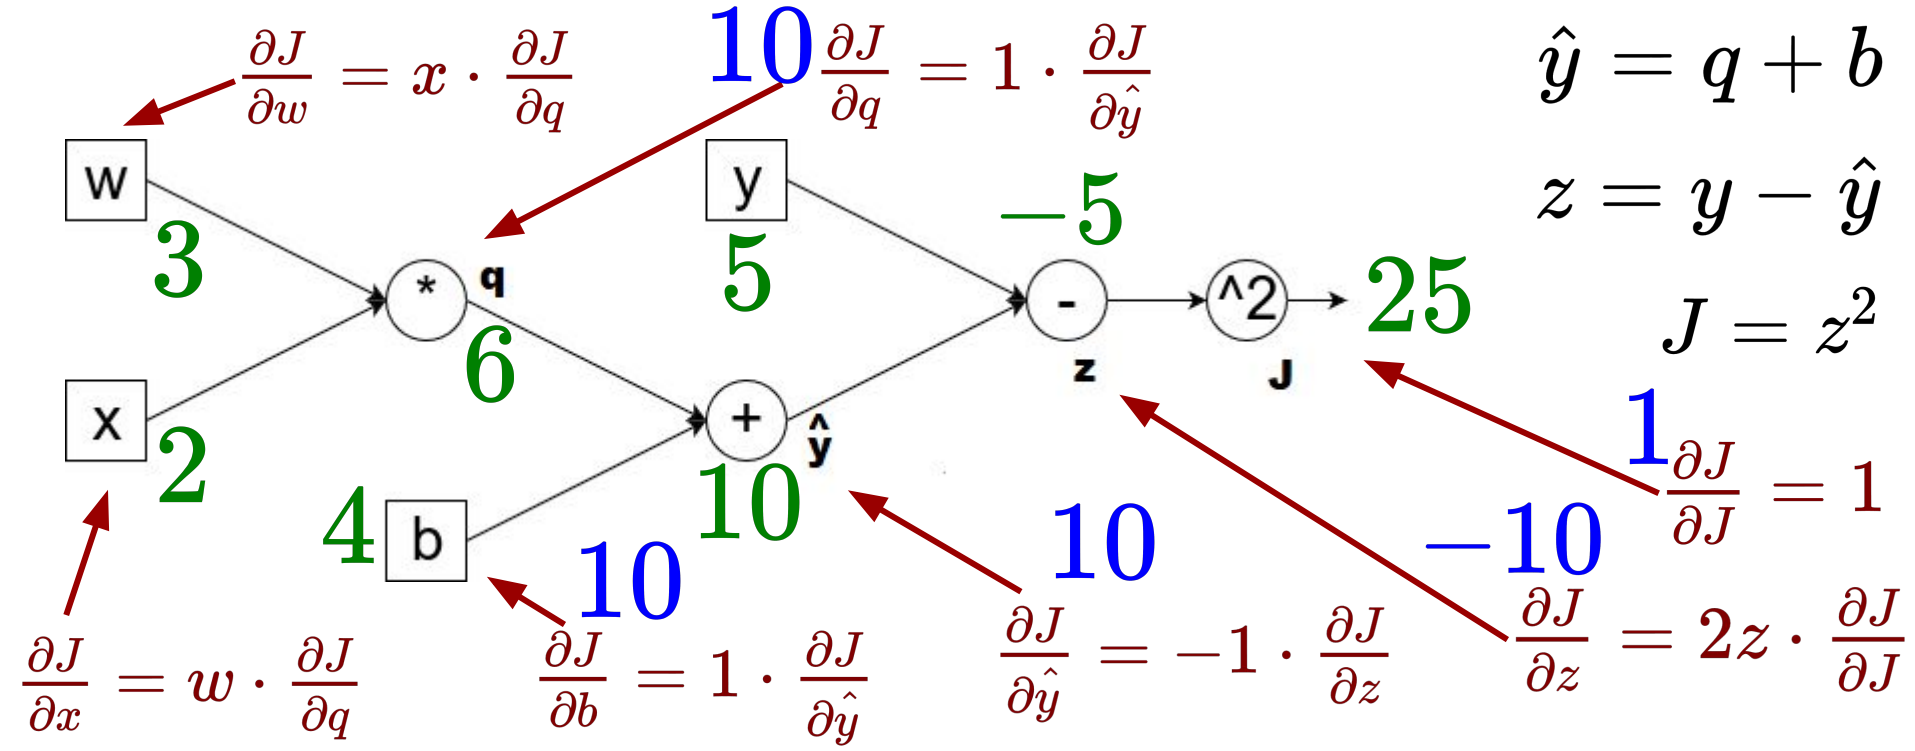 ∂J/∂w = x · ∂J/∂q
10 ∂J/∂q = 1 · ∂J/∂ŷ
ŷ = q + b
w
3
y
5
−5
z = y − ŷ
*
q
6
-
z
^2
J
25
J = z²
x
2
+
ŷ
10
1
∂J/∂J = 1
4
b
10
10
−10
∂J/∂x = w · ∂J/∂q
∂J/∂b = 1 · ∂J/∂ŷ
∂J/∂ŷ = −1 · ∂J/∂z
∂J/∂z = 2z · ∂J/∂J